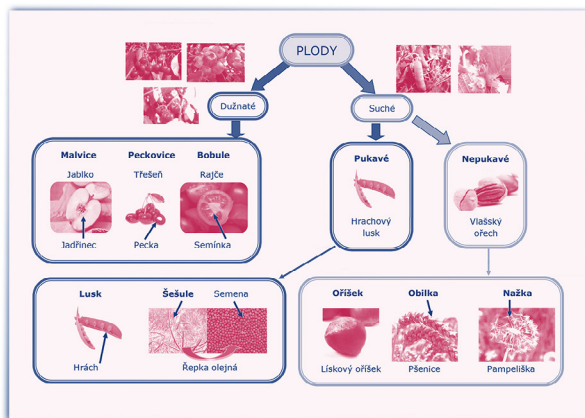 PLODY
Dužnaté
Suché
Malvice
Peckovice
Bobule
Jablko
Třešeň
Rajče
Jadřinec
Pecka
Semínka
Pukavé
Hrachový
lusk
Nepukavé
Vlašský
ořech
Lusk
Šešule
Semena
Hrách
Řepka olejná
Oříšek
Obilka
Nažka
Lískový oříšek
Pšenice
Pampeliška